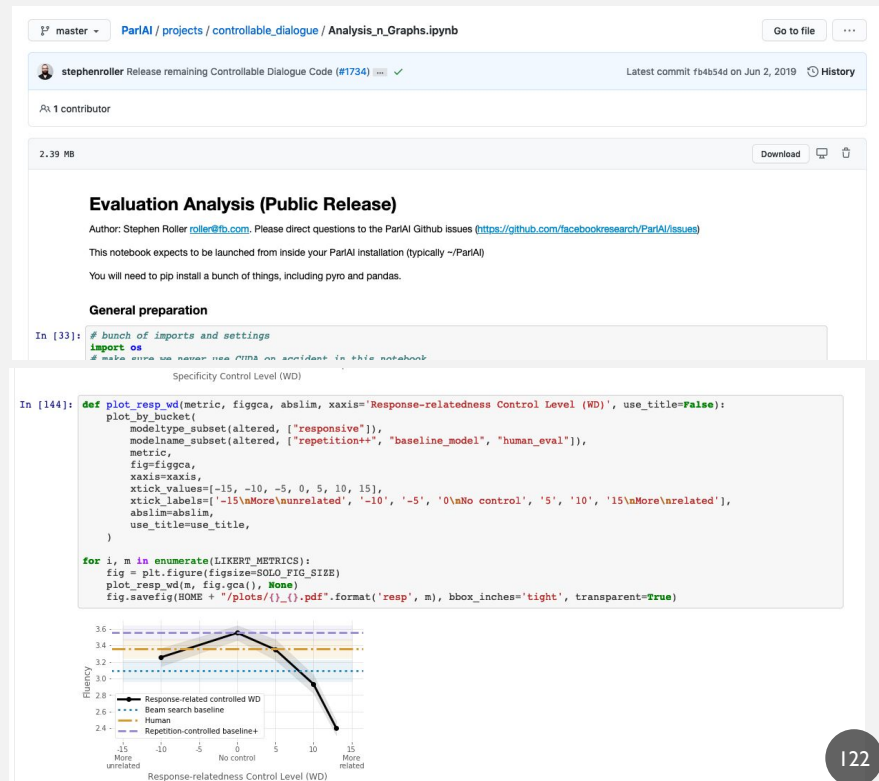 master ParlAI / projects / controllable_dialogue / Analysis_n_Graphs.ipynb Go to file ...
stephenroller Release remaining Controllable Dialogue Code (#1734) ... Latest commit fb4b54d on Jun 2, 2019 History
1 contributor
2.39 MB Download
Evaluation Analysis (Public Release)
Author: Stephen Roller roller@fb.com. Please direct questions to the ParlAI Github issues (https://github.com/facebookresearch/ParlAI/issues)
This notebook expects to be launched from inside your ParlAI installation (typically ~/ParlAI)
You will need to pip install a bunch of things, including pyro and pandas.
General preparation
In [33]: # bunch of imports and settings
import os
# make sure we never use CUDA on accident in this notebook
Specificity Control Level (WD)
In [144]: def plot_resp_wd(metric, figgca, abslim, xaxis='Response-relatedness Control Level (WD)', use_title=False):
plot_by_bucket(
modeltype_subset(altered, ["responsive"]),
modelname_subset(altered, ["repetition++", "baseline_model", "human_eval"]),
metric,
fig=figgca,
xaxis=xaxis,
xtick_values=[-15, -10, -5, 0, 5, 10, 15],
xtick_labels=['-15\nMore\nunrelated', '-10', '-5', '0\nNo control', '5', '10', '15\nMore\nrelated'],
abslim=abslim,
use_title=use_title,
)
for i, m in enumerate(LIKERT_METRICS):
fig = plt.figure(figsize=SOLO_FIG_SIZE)
plot_resp_wd(m, fig.gca(), None)
fig.savefig(HOME + "/plots/{}_{}.pdf".format('resp', m), bbox_inches='tight', transparent=True)
3.6
3.4
3.2
3.0
2.8
2.6
2.4
Fluency
Response-related controlled WD
Beam search baseline
Human
Repetition-controlled baseline+
-15 -10 -5 0 5 10 15
More No control More
unrelated related
Response-relatedness Control Level (WD)
122